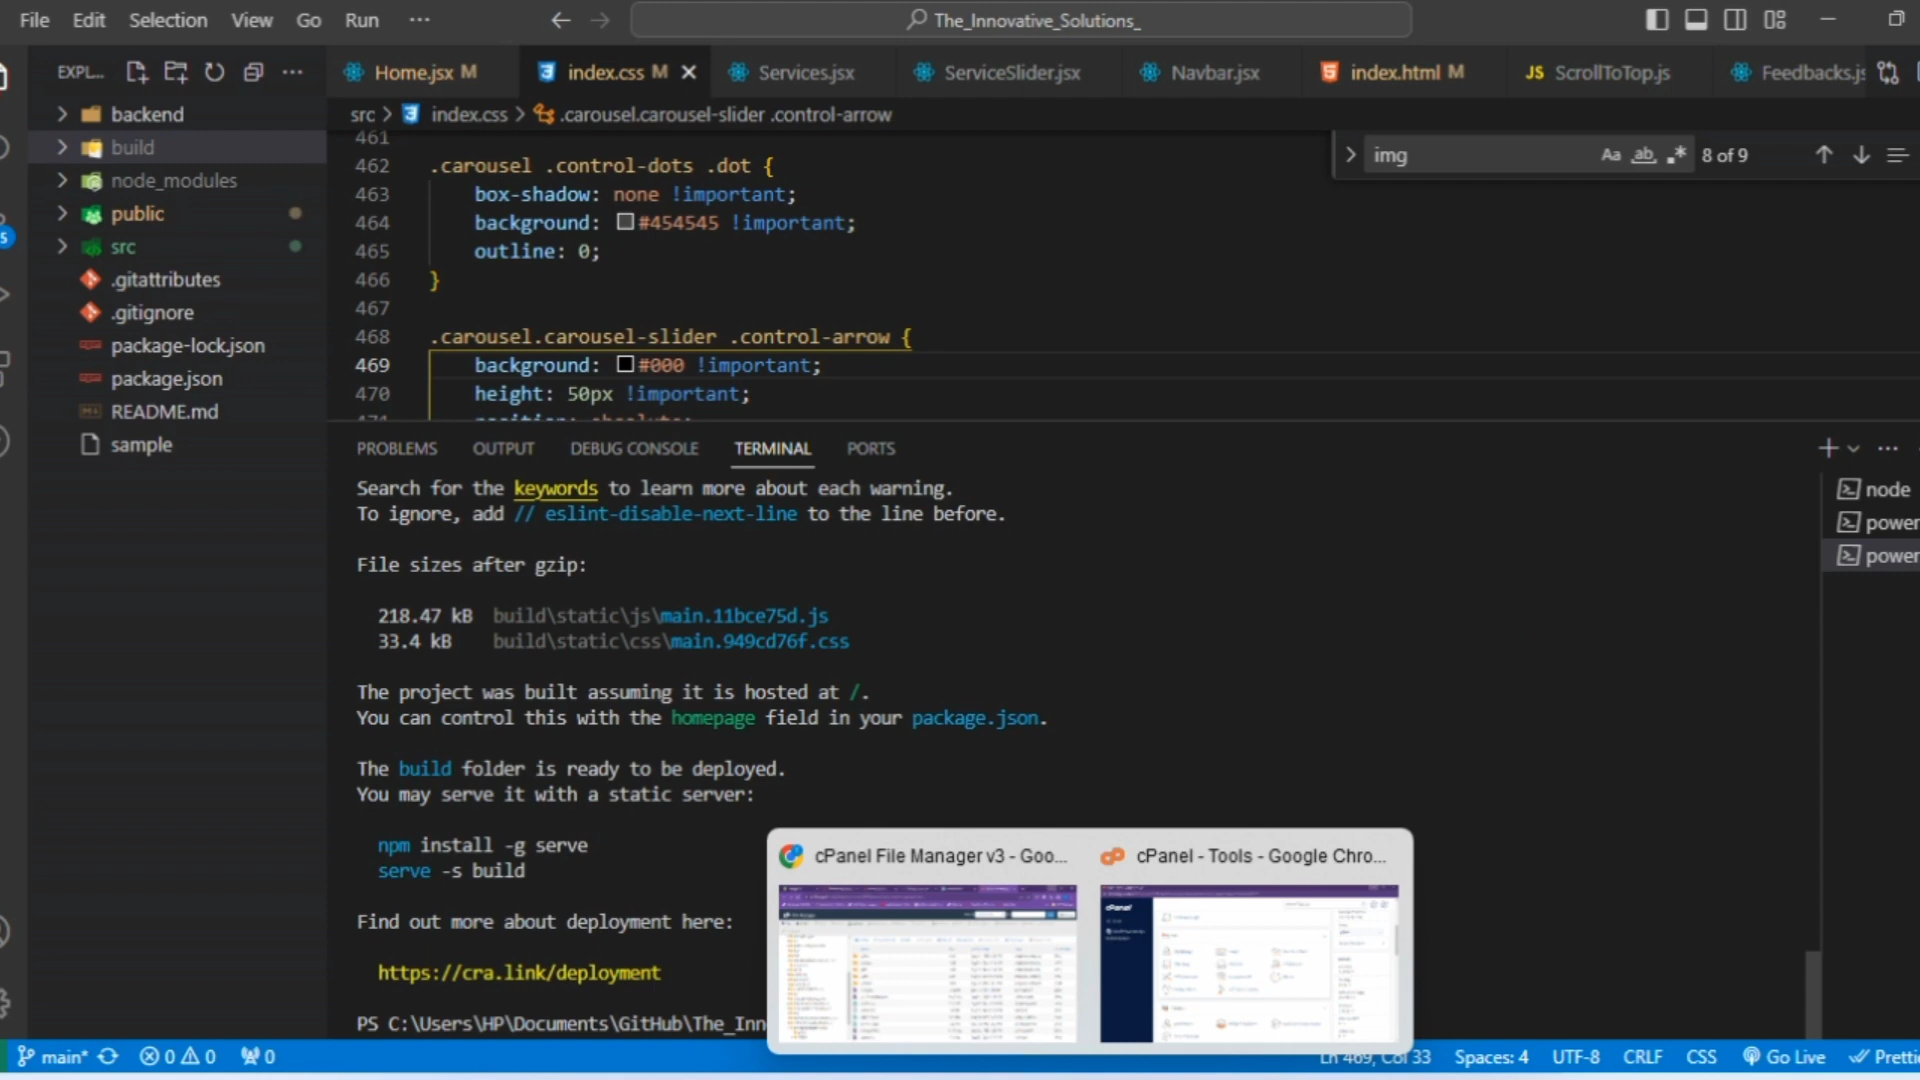 File Edit Selection View Go Run ···
The_Innovative_Solutions_
EXPL...
Home.jsx M
index.css M
Services.jsx
ServiceSlider.jsx
Navbar.jsx
index.html M
JS ScrollToTop.js
Feedbacks.js
src > index.css > .carousel.carousel-slider .control-arrow
backend
build
node_modules
public
src
.gitattributes
.gitignore
package-lock.json
package.json
README.md
sample
5
img
Aa ab 8 of 9
461
462 .carousel .control-dots .dot {
463 box-shadow: none !important;
464 background: #454545 !important;
465 outline: 0;
466 }
467
468 .carousel.carousel-slider .control-arrow {
469 background: #000 !important;
470 height: 50px !important;
471 position: absolute;
PROBLEMS OUTPUT DEBUG CONSOLE TERMINAL PORTS
node
power
power
Search for the keywords to learn more about each warning.
To ignore, add // eslint-disable-next-line to the line before.
File sizes after gzip:
218.47 kB build\static\js\main.11bce75d.js
33.4 kB build\static\css\main.949cd76f.css
The project was built assuming it is hosted at /.
You can control this with the homepage field in your package.json.
The build folder is ready to be deployed.
You may serve it with a static server:
npm install -g serve
serve -s build
Find out more about deployment here:
https://cra.link/deployment
PS C:\Users\HP\Documents\GitHub\The_Inn
cPanel File Manager v3 - Goo...
cPanel - Tools - Google Chro...
cPanel
main* 0 0 0
Ln 469, Col 33 Spaces: 4 UTF-8 CRLF CSS Go Live Pretti